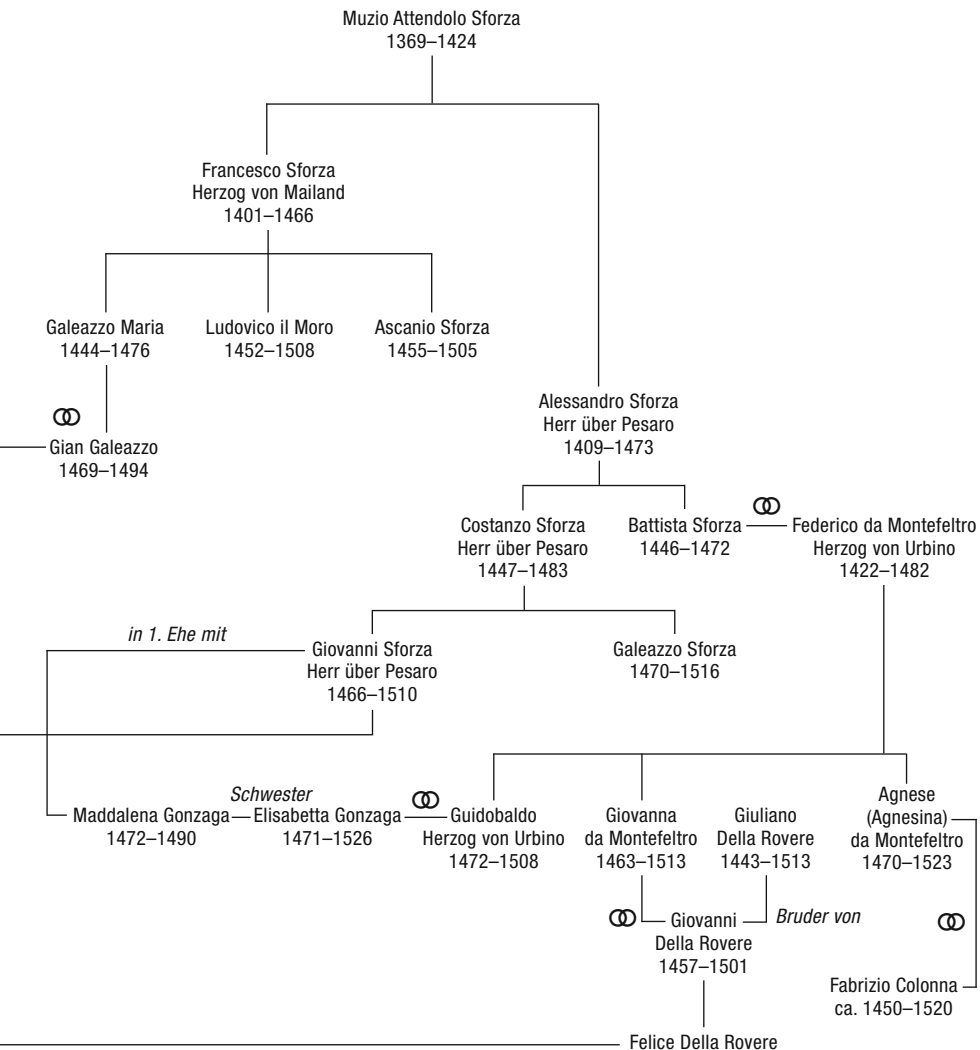 Muzio Attendolo Sforza
1369–1424
Francesco Sforza
Herzog von Mailand
1401–1466
Galeazzo Maria
1444–1476
Ludovico il Moro
1452–1508
Ascanio Sforza
1455–1505
Gian Galeazzo
1469–1494
Alessandro Sforza
Herr über Pesaro
1409–1473
Costanzo Sforza
Herr über Pesaro
1447–1483
Battista Sforza
1446–1472
Federico da Montefeltro
Herzog von Urbino
1422–1482
in 1. Ehe mit
Giovanni Sforza
Herr über Pesaro
1466–1510
Galeazzo Sforza
1470–1516
Maddalena Gonzaga
1472–1490
Schwester
Elisabetta Gonzaga
1471–1526
Guidobaldo
Herzog von Urbino
1472–1508
Giovanna
da Montefeltro
1463–1513
Giuliano
Della Rovere
1443–1513
Agnese
(Agnesina)
da Montefeltro
1470–1523
Giovanni
Della Rovere
1457–1501
Bruder von
Fabrizio Colonna
ca. 1450–1520
Felice Della Rovere